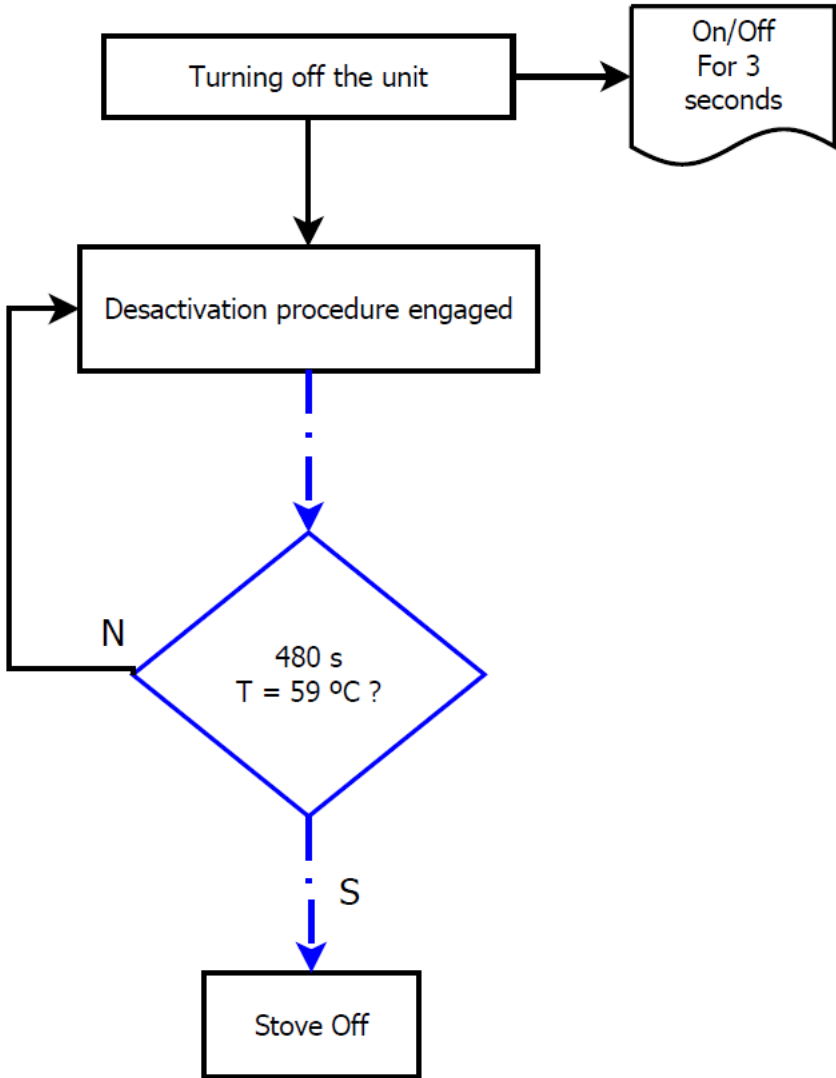 Turning off the unit
On/Off
For 3
seconds
Desactivation procedure engaged
N
480 s
T = 59 ºC ?
S
Stove Off